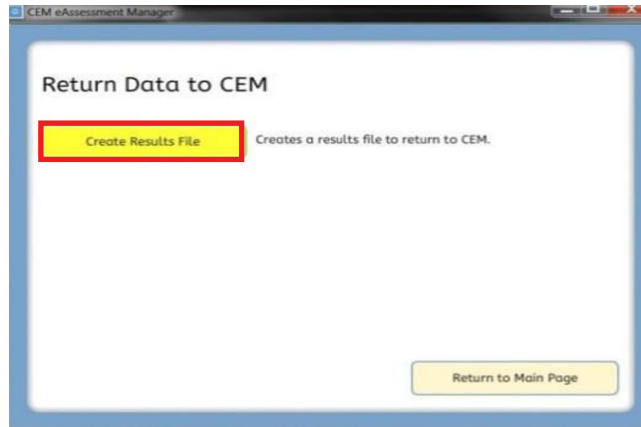 CEM eAssessment Manager
Return Data to CEM
Create Results File Creates a results file to return to CEM.
Return to Main Page